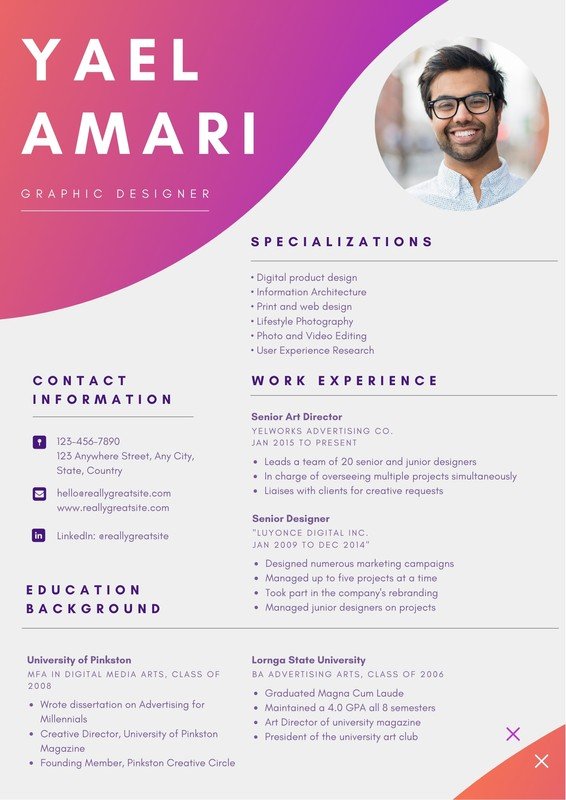 YAEL
AMARI
GRAPHIC DESIGNER
SPECIALIZATIONS
• Digital product design
• Information Architecture
• Print and web design
• Lifestyle Photography
• Photo and Video Editing
• User Experience Research
CONTACT
INFORMATION
123-456-7890
123 Anywhere Street, Any City,
State, Country
hello@reallygreatsite.com
www.reallygreatsite.com
in
LinkedIn: @reallygreatsite
WORK EXPERIENCE
Senior Art Director
YELWORKS ADVERTISING CO.
JAN 2015 TO PRESENT
• Leads a team of 20 senior and junior designers
• In charge of overseeing multiple projects simultaneously
• Liaises with clients for creative requests
Senior Designer
"LUYONCE DIGITAL INC.
JAN 2009 TO DEC 2014"
• Designed numerous marketing campaigns
• Managed up to five projects at a time
• Took part in the company's rebranding
• Managed junior designers on projects
EDUCATION
BACKGROUND
University of Pinkston
MFA IN DIGITAL MEDIA ARTS, CLASS OF
2008
• Wrote dissertation on Advertising for
Millennials
• Creative Director, University of Pinkston
Magazine
• Founding Member, Pinkston Creative Circle
Lornga State University
BA ADVERTISING ARTS, CLASS OF 2006
• Graduated Magna Cum Laude
• Maintained a 4.0 GPA all 8 semesters
• Art Director of university magazine
• President of the university art club